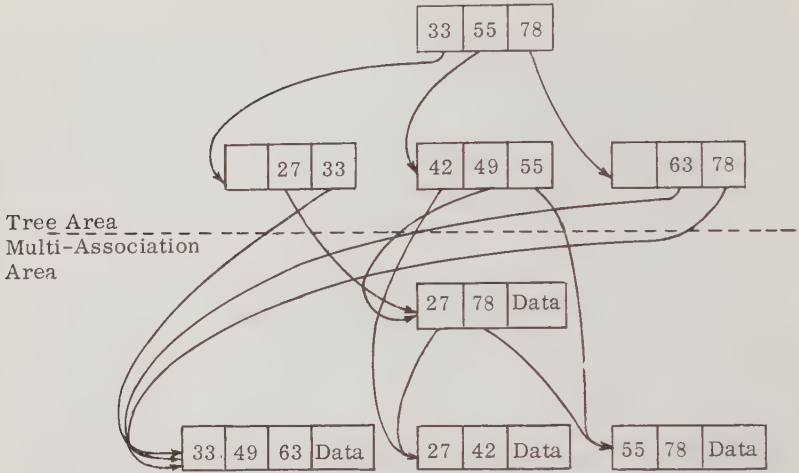 33 55 78
27 33 42 49 55 63 78
Tree Area
Multi-Association
Area
27 78 Data
33 49 63 Data 27 42 Data 55 78 Data